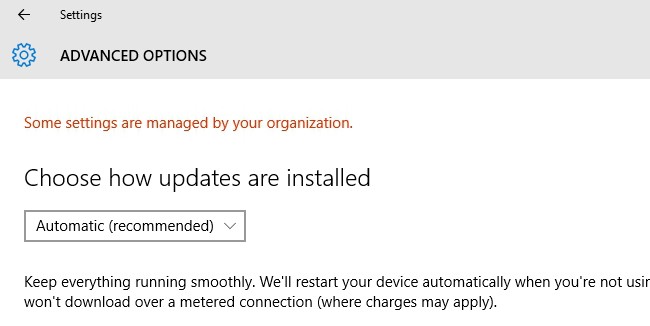 Settings
ADVANCED OPTIONS
Some settings are managed by your organization.
Choose how updates are installed
Automatic (recommended)
Keep everything running smoothly. We'll restart your device automatically when you're not
won't download over a metered connection (where charges may apply).